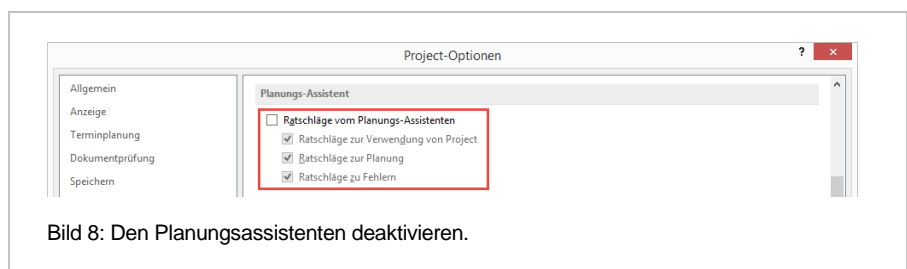 Project-Optionen
?
×
Allgemein
Anzeige
Terminplanung
Dokumentprüfung
Speichern
Planungs-Assistent
Ratschläge vom Planungs-Assistenten
Ratschläge zur Verwendung von Project
Ratschläge zur Planung
Ratschläge zu Fehlern
Bild 8: Den Planungsassistenten deaktivieren.